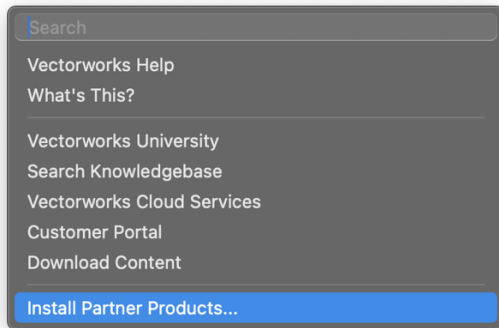 Search
Vectorworks Help
What's This?
Vectorworks University
Search Knowledgebase
Vectorworks Cloud Services
Customer Portal
Download Content
Install Partner Products...